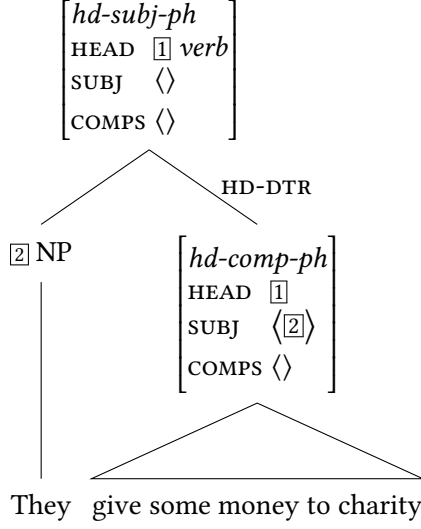 hd-subj-ph
HEAD 1 verb
SUBJ ⟨⟩
COMPS ⟨⟩
HD-DTR
2 NP
hd-comp-ph
HEAD 1
SUBJ ⟨2⟩
COMPS ⟨⟩
They give some money to charity